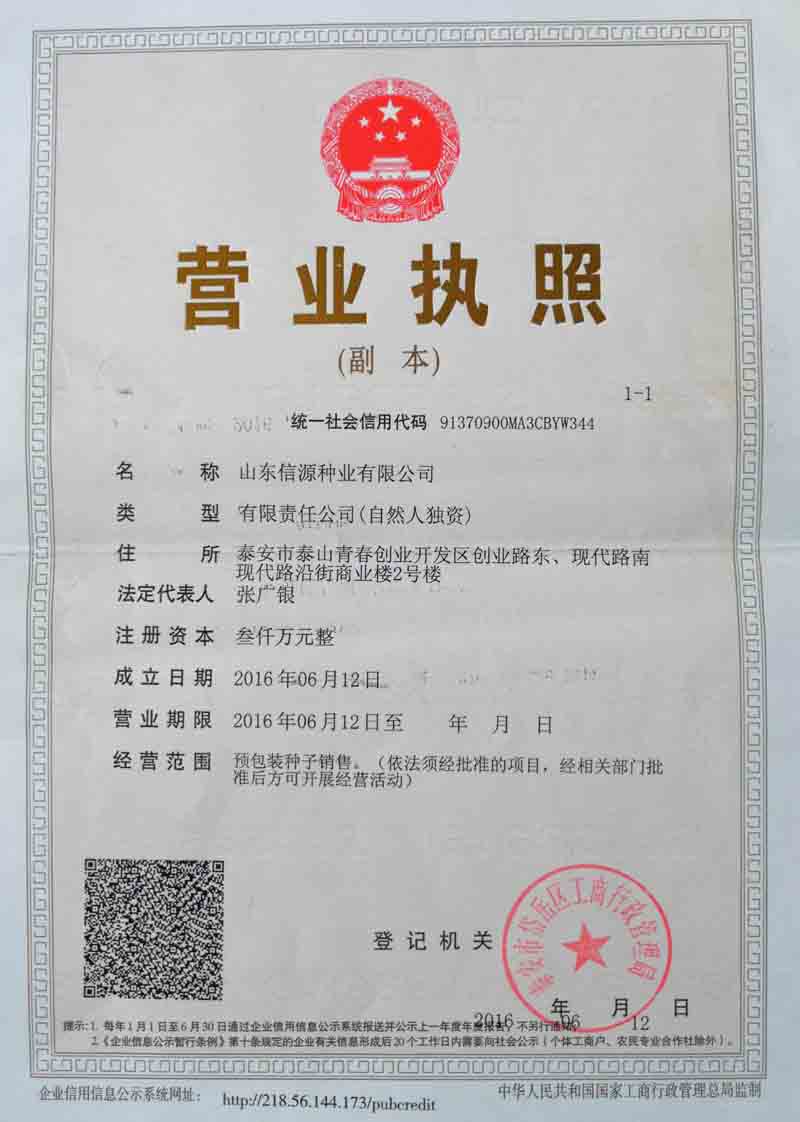 营业执照
(副 本)
1-1
统一社会信用代码 91370900MA3CBYW344
名 称 山东信源种业有限公司
类 型 有限责任公司(自然人独资)
住 所 泰安市泰山青春创业开发区创业路东、现代路南
现代路沿街商业楼2号楼
法定代表人 张广银
注册资本 叁仟万元整
成立日期 2016年06月12日
营业期限 2016年06月12日至 年 月 日
经营范围 预包装种子销售。(依法须经批准的项目,经相关部门批
准后方可开展经营活动)
泰安市岱岳区工商行政管理局
登记机关
年 月 日
2016 06 12
提示:1. 每年1月1日至6月30日通过企业信用信息公示系统报送并公示上一年度年度报告,不另行通知。
2.《企业信息公示暂行条例》第十条规定的企业有关信息形成后20个工作日内需要向社会公示(个体工商户、农民专业合作社除外)。
企业信用信息公示系统网址: http://218.56.144.173/pubcredit
中华人民共和国国家工商行政管理总局监制